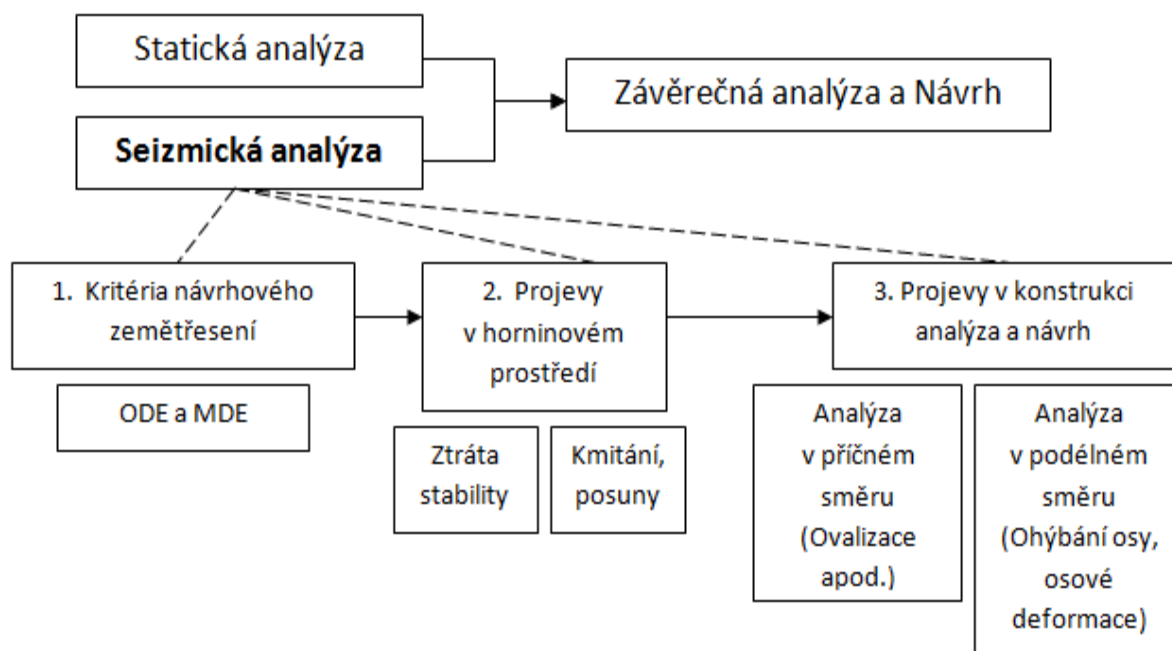 Statická analýza
Závěrečná analýza a Návrh
Seizmická analýza
1. Kritéria návrhového
zemětřesení
2. Projevy
v horninovém
prostředí
3. Projevy v konstrukci
analýza a návrh
ODE a MDE
Ztráta
stability
Kmitání,
posuny
Analýza
v příčném
směru
(Ovalizace
apod.)
Analýza
v podélném
směru
(Ohýbání osy,
osové
deformace)